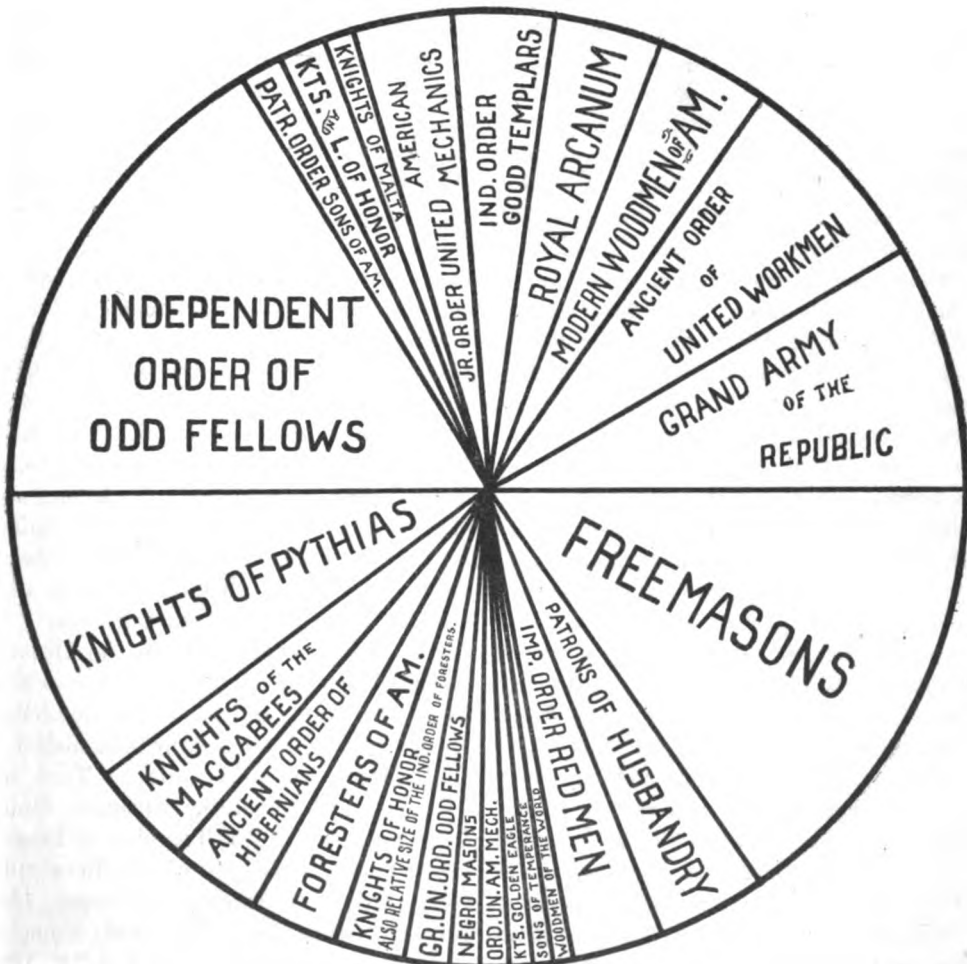 PATR. ORDER SONS OF AM.
KTS. AND L. OF HONOR
KNIGHTS OF MALTA
JR. ORDER UNITED MECHANICS
AMERICAN
IND. ORDER
GOOD TEMPLARS
ROYAL ARCANUM
MODERN WOODMEN OF AM.
ANCIENT ORDER
OF
UNITED WORKMEN
GRAND ARMY
OF THE
REPUBLIC
INDEPENDENT
ORDER OF
ODD FELLOWS
KNIGHTS OF PYTHIAS
KNIGHTS OF THE
MACCABEES
ANCIENT ORDER OF
HIBERNIANS
FORESTERS OF AM.
KNIGHTS OF HONOR
ALSO RELATIVE SIZE OF THE IND. ORDER OF FORESTERS.
GR. UN. ORD. ODD FELLOWS
NEGRO MASONS
ORD. UN. AM. MECH.
KTS. GOLDEN EAGLE
SONS OF TEMPERANCE
WOODMEN OF THE WORLD
IMP. ORDER RED MEN
PATRONS OF HUSBANDRY
FREEMASONS